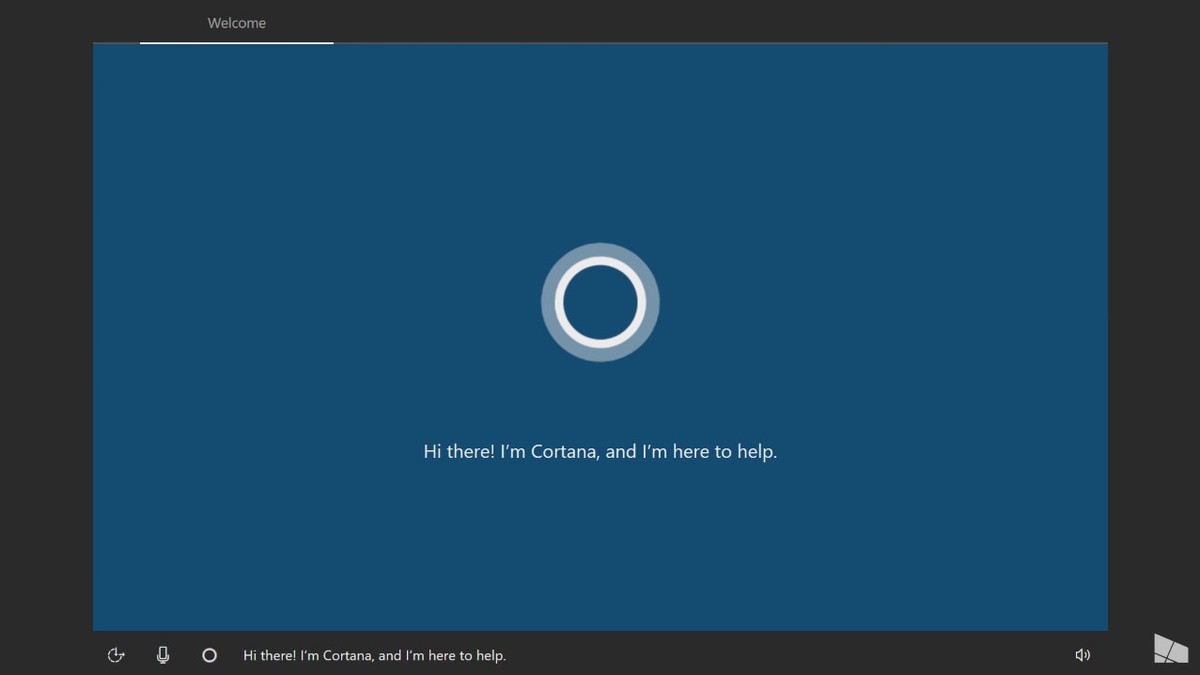 Welcome
Hi there! I’m Cortana, and I’m here to help.
Hi there! I’m Cortana, and I’m here to help.